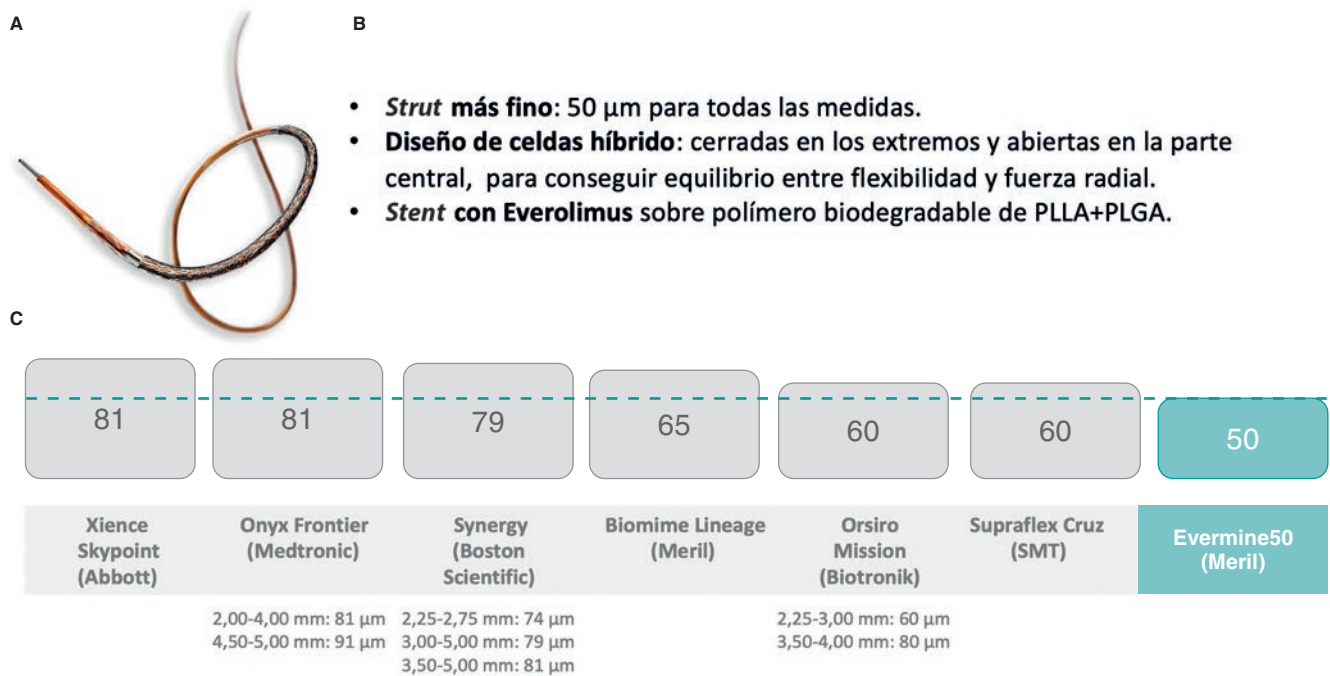 A
B
• Strut más fino: 50 µm para todas las medidas.
• Diseño de celdas híbrido: cerradas en los extremos y abiertas en la parte
central, para conseguir equilibrio entre flexibilidad y fuerza radial.
• Stent con Everolimus sobre polímero biodegradable de PLLA+PLGA.
C
81 81 79 65 60 60 50
Xience
Skypoint
(Abbott)
Onyx Frontier
(Medtronic)
Synergy
(Boston
Scientific)
Biomime Lineage
(Meril)
Orsiro
Mission
(Biotronik)
Supraflex Cruz
(SMT)
Evermine50
(Meril)
2,00-4,00 mm: 81 µm
4,50-5,00 mm: 91 µm
2,25-2,75 mm: 74 µm
3,00-5,00 mm: 79 µm
3,50-5,00 mm: 81 µm
2,25-3,00 mm: 60 µm
3,50-4,00 mm: 80 µm